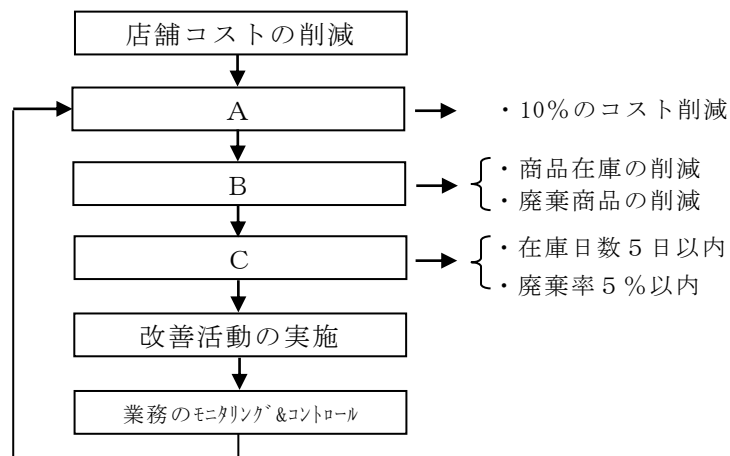 店舗コストの削減
A
・10％のコスト削減
B
・商品在庫の削減
・廃棄商品の削減
C
・在庫日数５日以内
・廃棄率５％以内
改善活動の実施
業務のﾓﾆﾀﾘﾝｸﾞ&ｺﾝﾄﾛｰﾙ